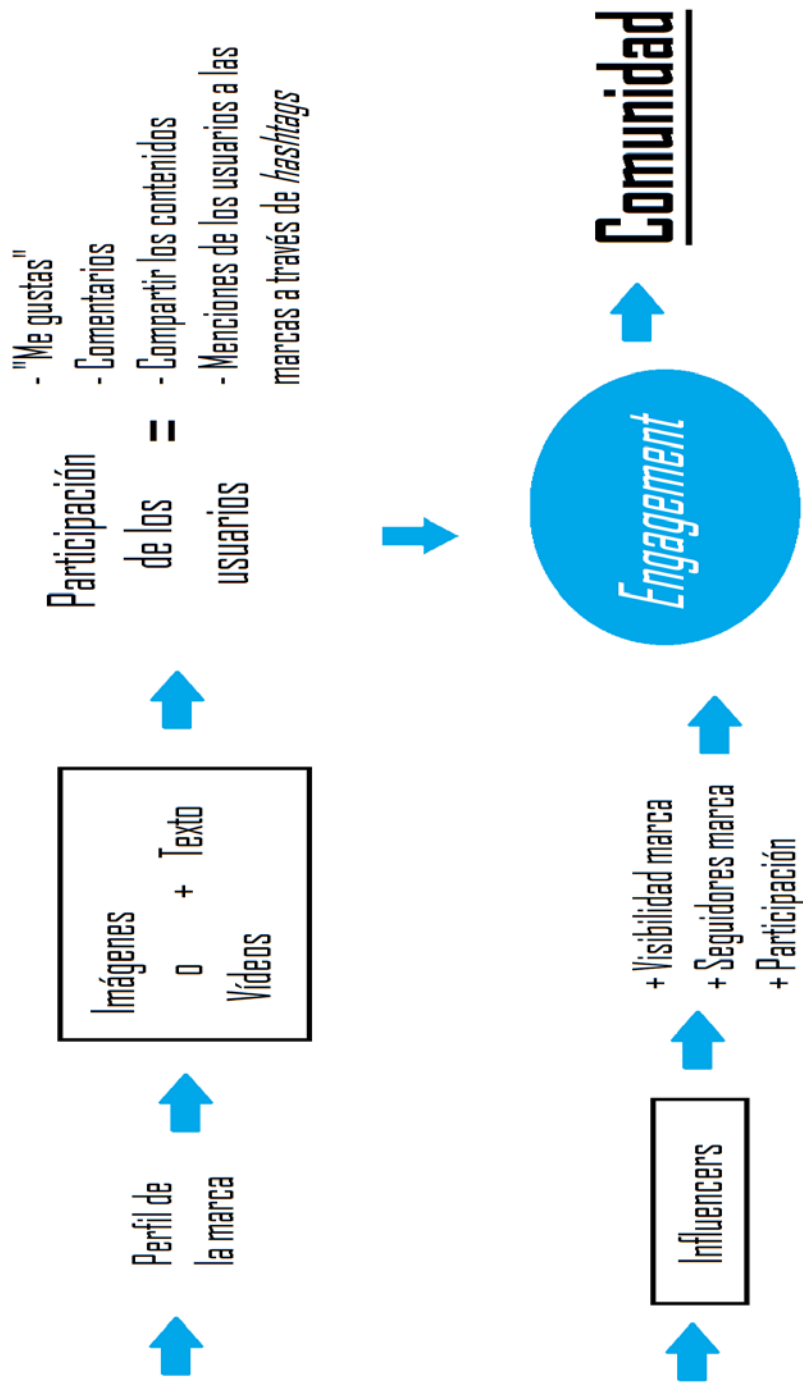 Perfil de
la marca
Imágenes
o + Texto
Vídeos
Participación
de los
usuarios
=
- "Me gustas"
- Comentarios
- Compartir los contenidos
- Menciones de los usuarios a las
marcas a través de hashtags
Influencers
+ Visibilidad marca
+ Seguidores marca
+ Participación
Engagement
Comunidad